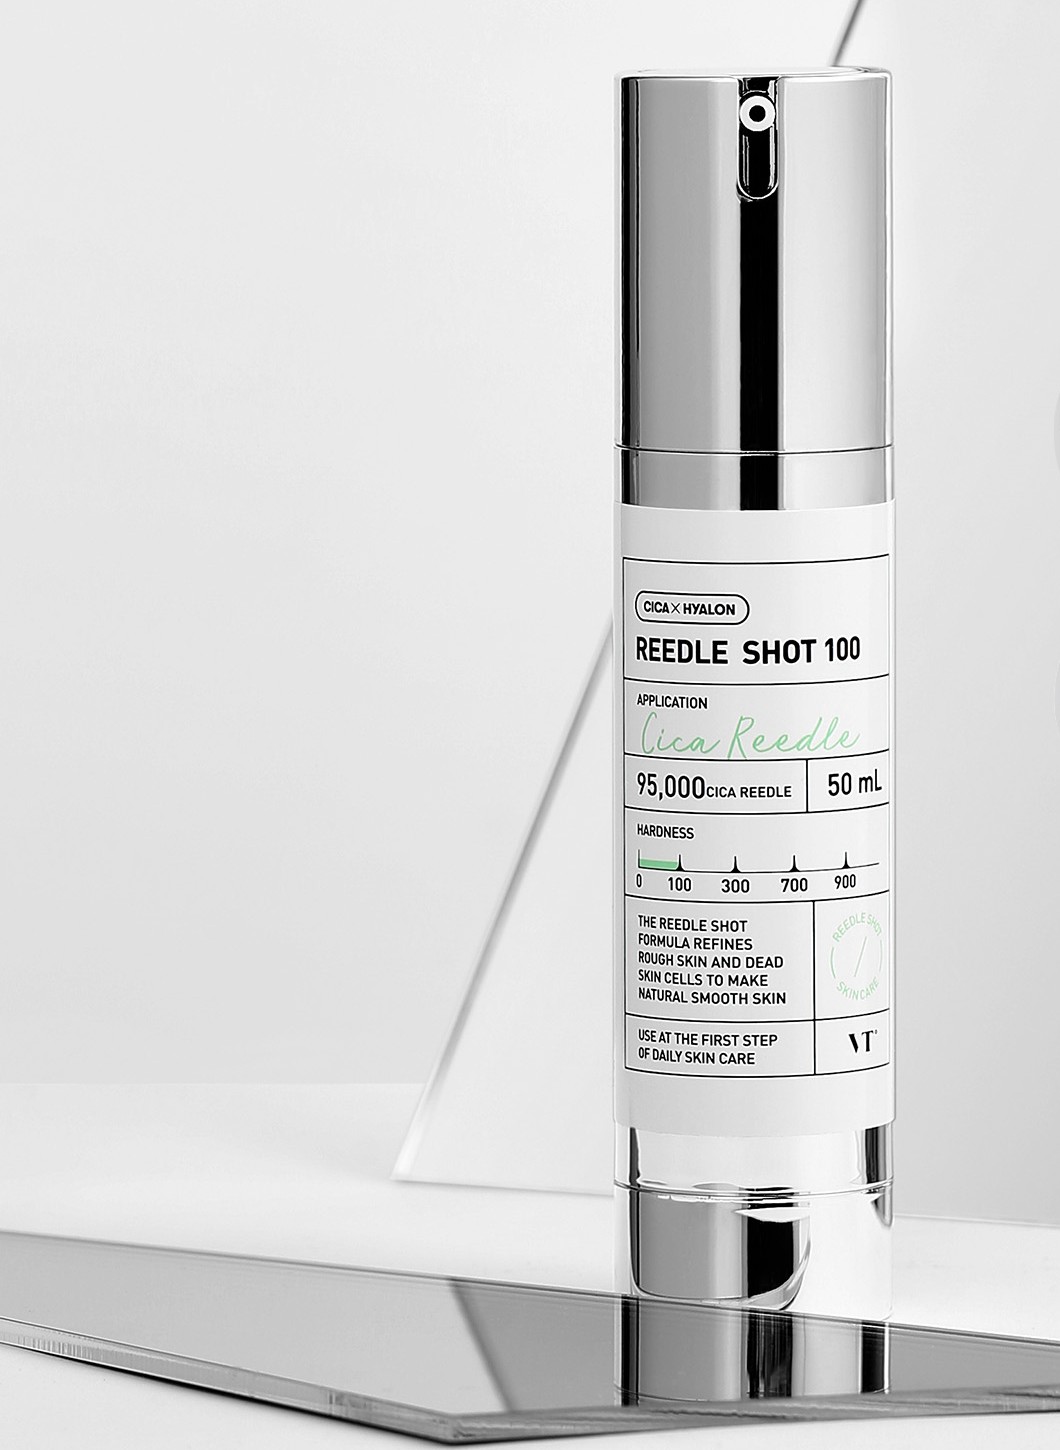 CICA×HYALON
REEDLE SHOT 100
APPLICATION
Cica Reedle
95,000CICA REEDLE
50 mL
HARDNESS
0 100 300 700 900
THE REEDLE SHOT
FORMULA REFINES
ROUGH SKIN AND DEAD
SKIN CELLS TO MAKE
NATURAL SMOOTH SKIN
REEDLE SHOT
SKINCARE
USE AT THE FIRST STEP
OF DAILY SKIN CARE
VT